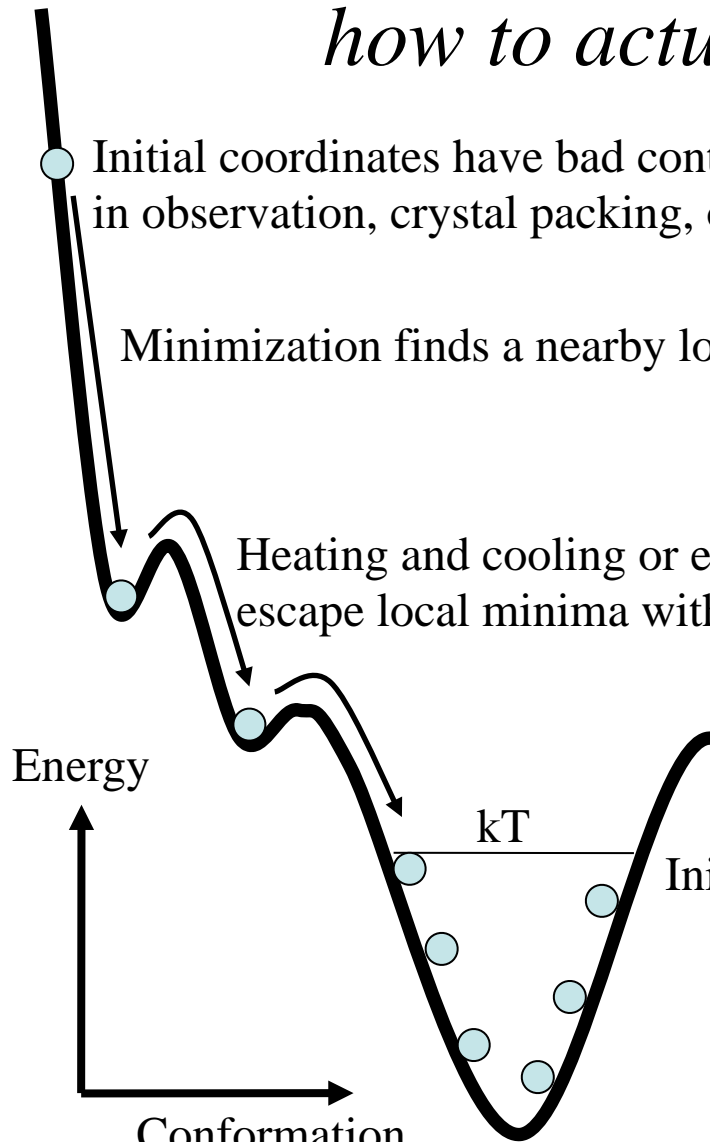 how to actu
Initial coordinates have bad cont
in observation, crystal packing,
Minimization finds a nearby lo
Heating and cooling or e
escape local minima with
Energy
kT
Ini
Conformation